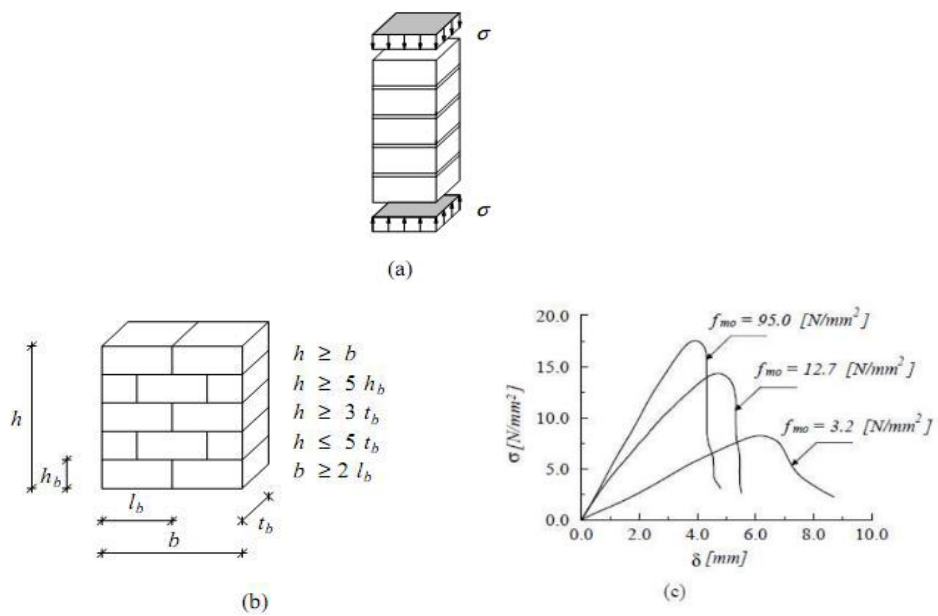 σ
σ
(a)
h ≥ b
h ≥ 5 h_b
h ≥ 3 t_b
h ≤ 5 t_b
b ≥ 2 l_b
h
h_b
l_b
b
t_b
(b)
20.0
15.0
10.0
5.0
0.0
σ [N/mm²]
f_mo = 95.0 [N/mm²]
f_mo = 12.7 [N/mm²]
f_mo = 3.2 [N/mm²]
0.0 2.0 4.0 6.0 8.0 10.0
δ [mm]
(c)